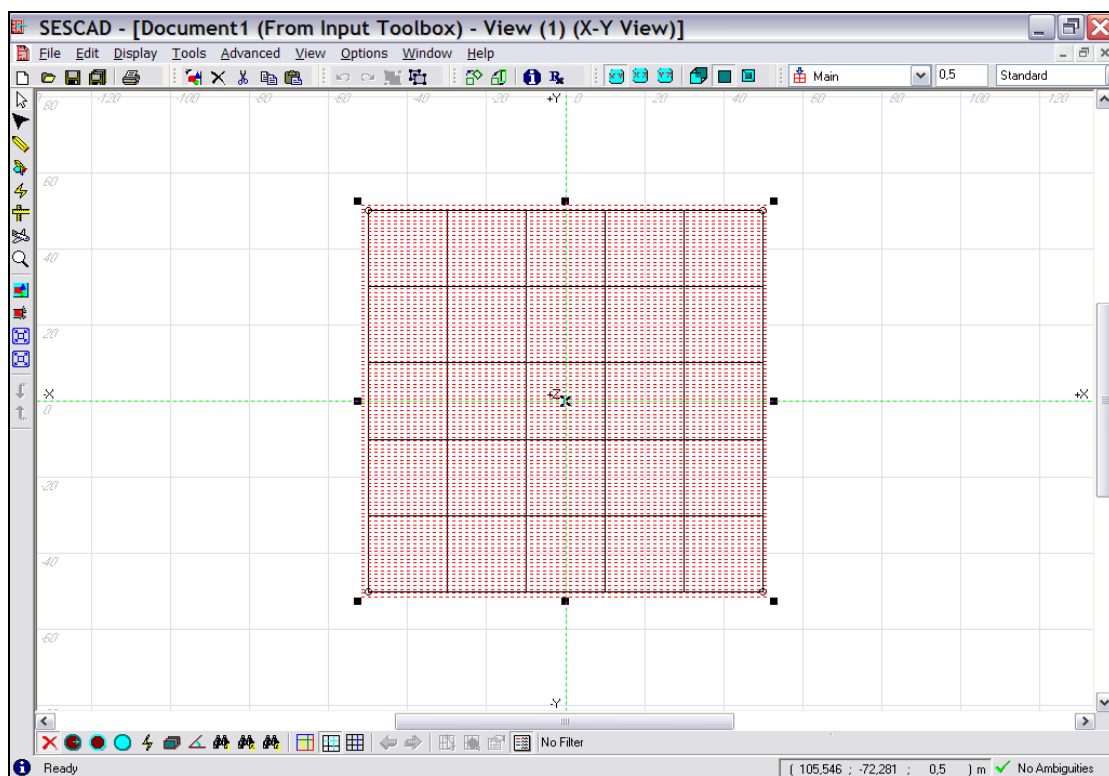 SESCAD - [Document1 (From Input Toolbox) - View (1) (X-Y View)]
File Edit Display Tools Advanced View Options Window Help
Main 0,5 Standard
80 -120 -100 -80 -60 -40 -20 +Y 0 20 40 60 80 100 120
60
40
20
-X +Z +X
0
-20
-40
-60
-Y
No Filter
Ready ( 105,546 ; -72,281 ; 0,5 ) m No Ambiguities